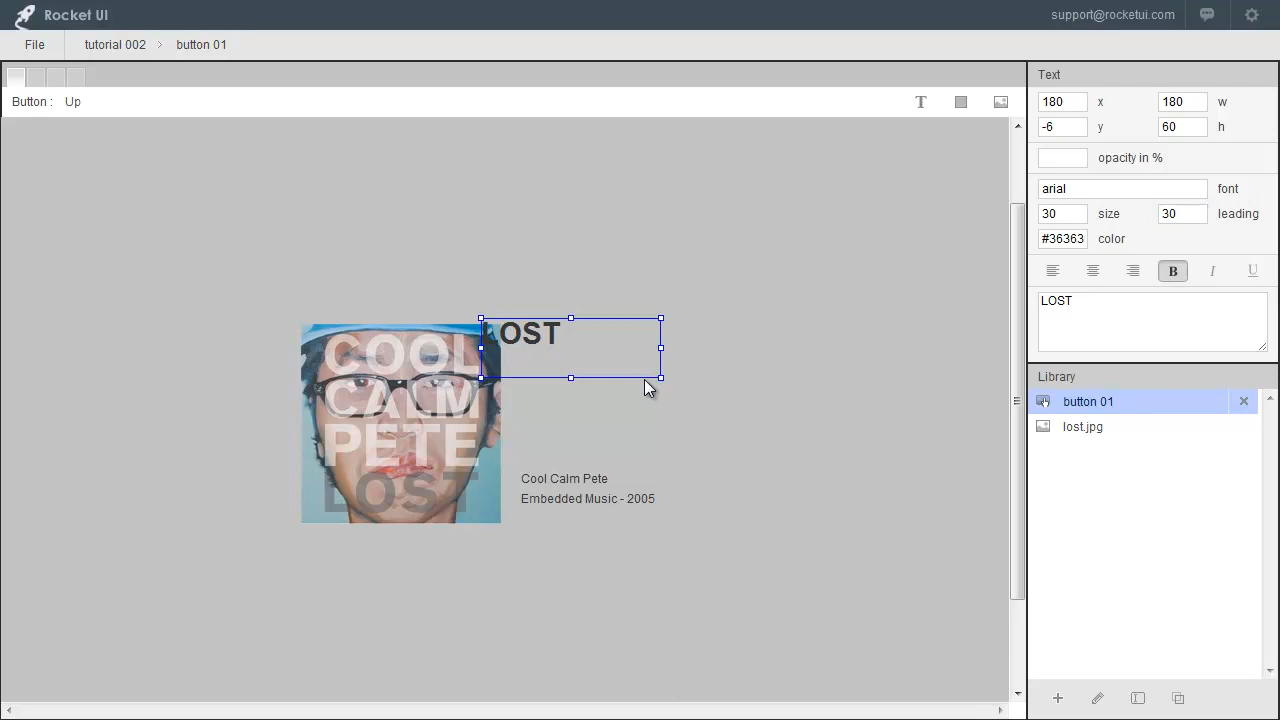 Rocket UI
support@rocketui.com
File
tutorial 002
button 01
Button : Up
T
Text
180 x 180 w
-6 y 60 h
opacity in %
arial font
30 size 30 leading
#36363 color
B I U
LOST
LOST
COOL
CALM
PETE
LOST
Cool Calm Pete
Embedded Music - 2005
Library
button 01
lost.jpg